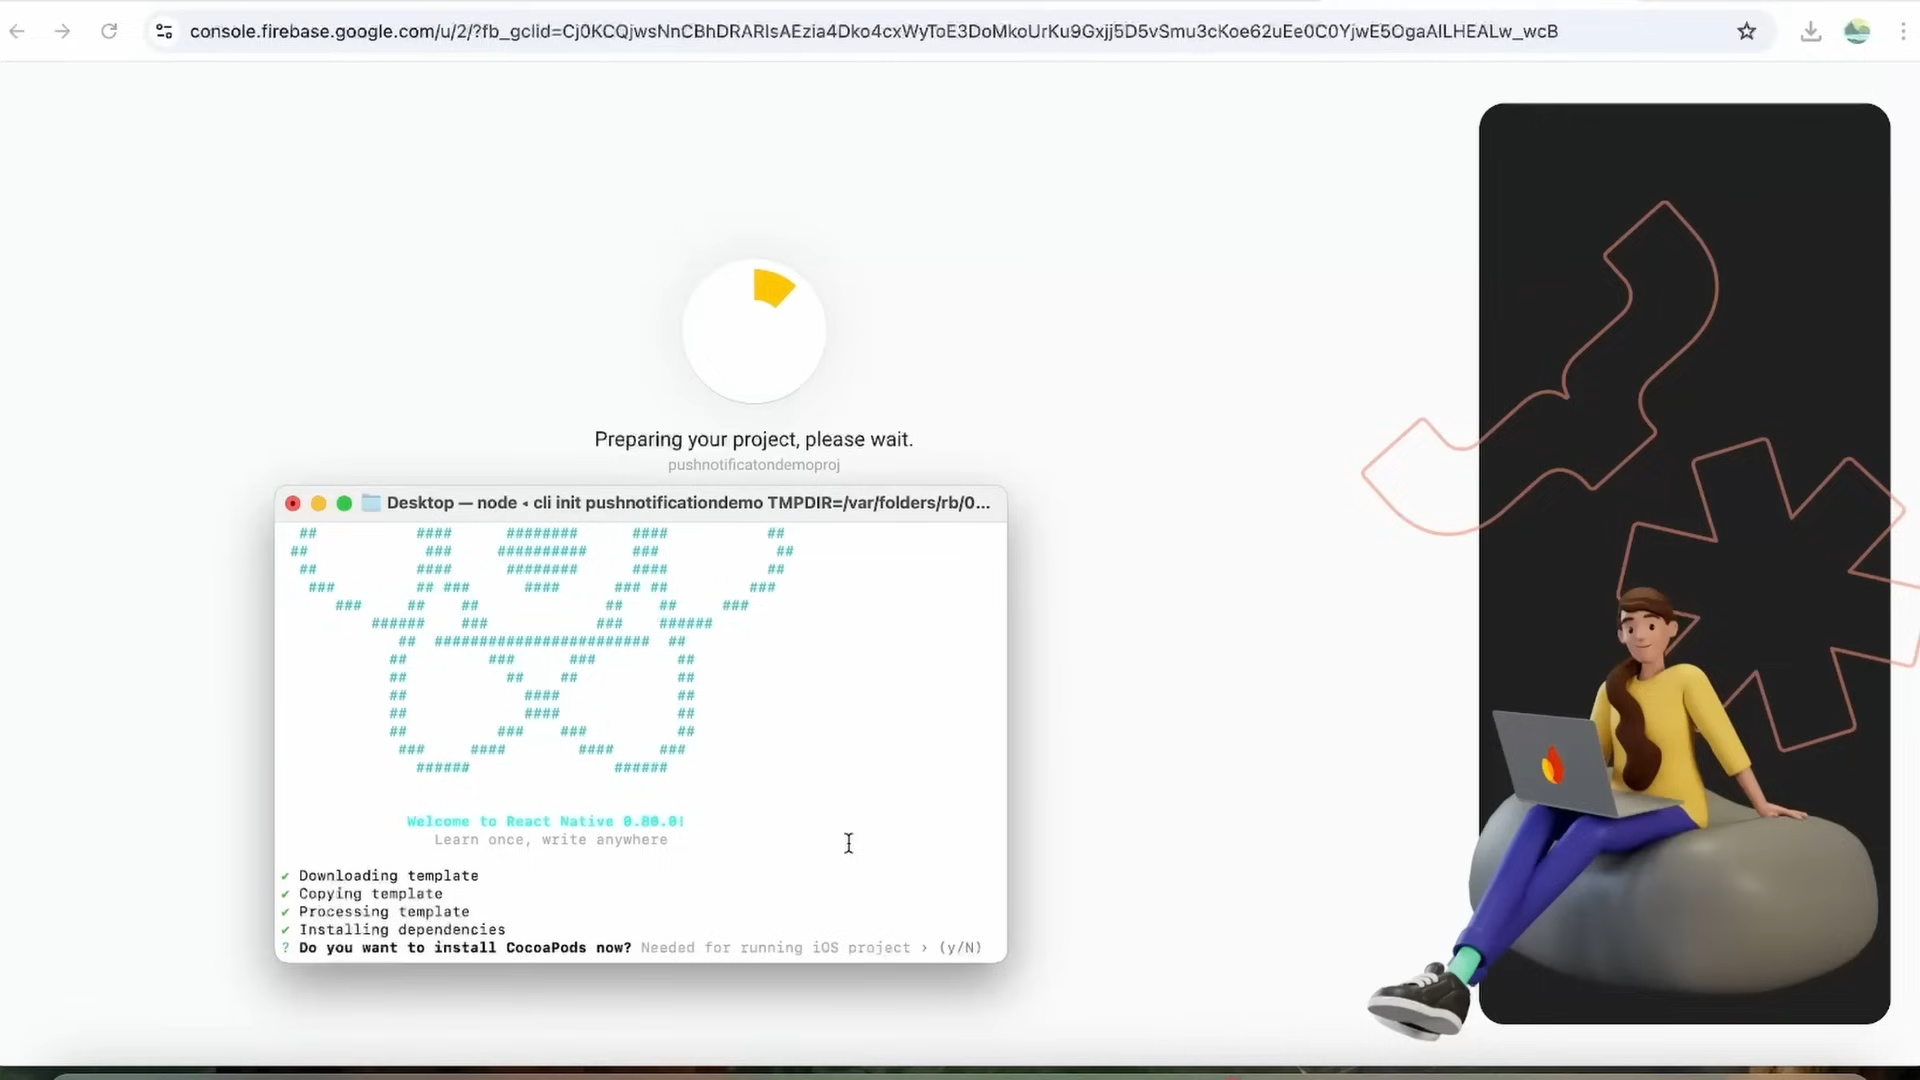 console.firebase.google.com/u/2/?fb_gclid=Cj0KCQjwsNnCBhDRARIsAEzia4Dko4cxWyToE3DoMkoUrKu9Gxjj5D5vSmu3cKoe62uEe0C0YjwE5OgaAlLHEALw_wcB
Preparing your project, please wait.
pushnotificatondemoproj
Desktop — node ◂ cli init pushnotificationdemo TMPDIR=/var/folders/rb/0...
## #### ######## #### ##
## ### ########## ### ##
## #### ######## #### ##
### ## ### #### ### ## ###
### ## ## ## ## ###
###### ### ### ######
## ######################## ##
## ### ### ##
## ## ## ##
## #### ##
## #### ##
## ### ### ##
### #### #### ###
###### ######
Welcome to React Native 0.80.0!
Learn once, write anywhere
✔ Downloading template
✔ Copying template
✔ Processing template
✔ Installing dependencies
? Do you want to install CocoaPods now? Needed for running iOS project › (y/N)